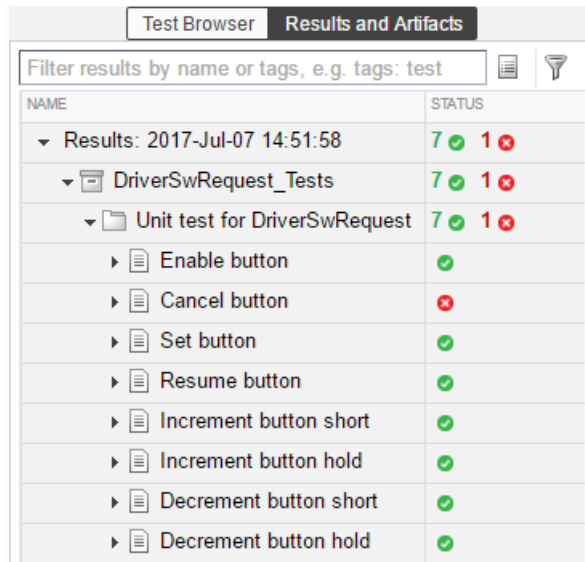 Test Browser Results and Artifacts
Filter results by name or tags, e.g. tags: test
NAME STATUS
Results: 2017-Jul-07 14:51:58 7 1
DriverSwRequest_Tests 7 1
Unit test for DriverSwRequest 7 1
Enable button
Cancel button
Set button
Resume button
Increment button short
Increment button hold
Decrement button short
Decrement button hold